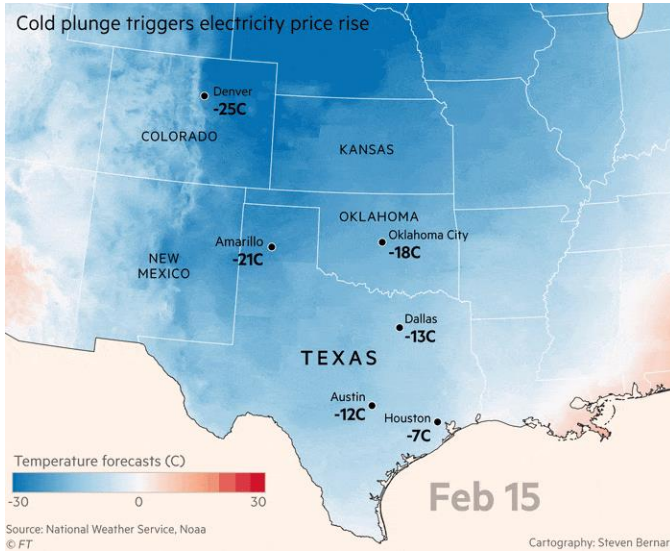 Cold plunge triggers electricity price rise
Denver
-25C
COLORADO
KANSAS
OKLAHOMA
Oklahoma City
-18C
Amarillo
-21C
NEW
MEXICO
Dallas
-13C
TEXAS
Austin
-12C
Houston
-7C
Temperature forecasts (C)
-30
0
30
Feb 15
Source: National Weather Service, Noaa
© FT
Cartography: Steven Bernar